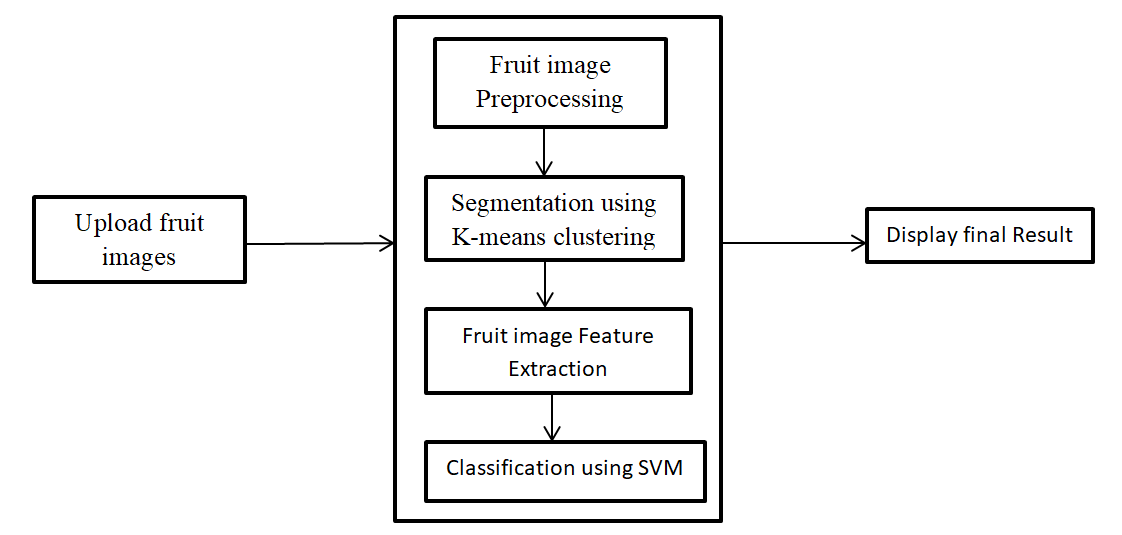 Upload fruit
images
Fruit image
Preprocessing
Segmentation using
K-means clustering
Fruit image Feature
Extraction
Classification using SVM
Display final Result